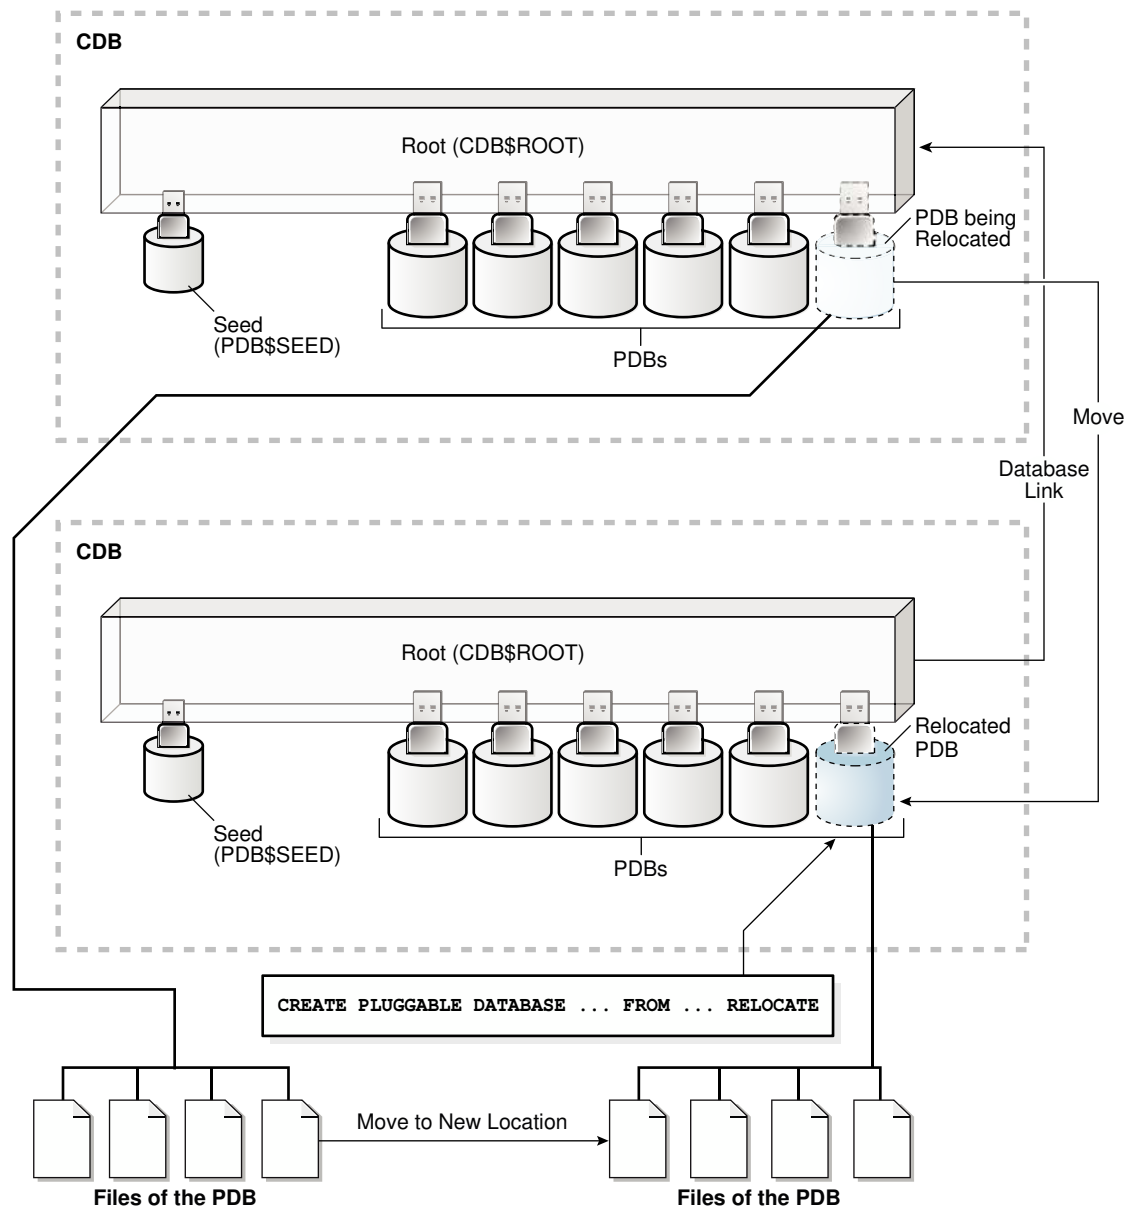 CDB
Root (CDB$ROOT)
PDB being
Relocated
Seed
(PDB$SEED)
PDBs
Move
Database
Link
CDB
Root (CDB$ROOT)
Relocated
PDB
Seed
(PDB$SEED)
PDBs
CREATE PLUGGABLE DATABASE ... FROM ... RELOCATE
Move to New Location
Files of the PDB
Files of the PDB